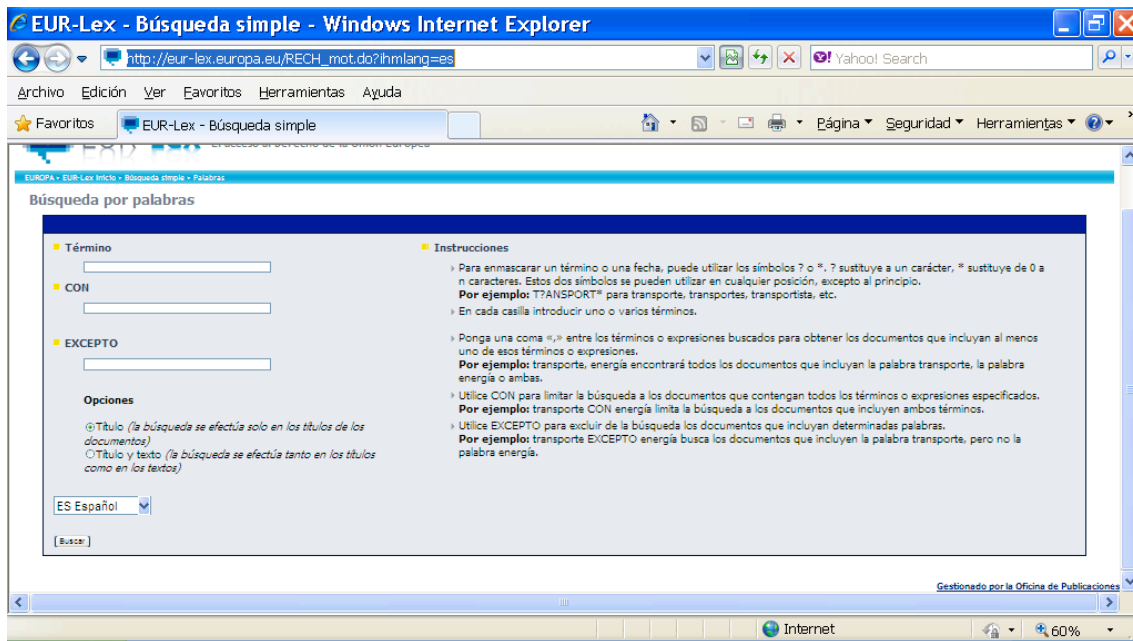 EUR-Lex - Búsqueda simple - Windows Internet Explorer
http://eur-lex.europa.eu/RECH_mot.do?ihmlang=es
Yahoo! Search
Archivo Edición Ver Favoritos Herramientas Ayuda
Favoritos
EUR-Lex - Búsqueda simple
Página Seguridad Herramientas
El acceso al Derecho de la Unión Europea
EUROPA > EUR-Lex Inicio > Búsqueda simple > Palabras
Búsqueda por palabras
Término
CON
EXCEPTO
Opciones
Título (la búsqueda se efectúa solo en los títulos de los
documentos)
Título y texto (la búsqueda se efectúa tanto en los títulos
como en los textos)
ES Español
[Buscar]
Instrucciones
Para enmascarar un término o una fecha, puede utilizar los símbolos ? o *. ? sustituye a un carácter, * sustituye de 0 a
n caracteres. Estos dos símbolos se pueden utilizar en cualquier posición, excepto al principio.
Por ejemplo: T?ANSPORT* para transporte, transportes, transportista, etc.
En cada casilla introducir uno o varios términos.
Ponga una coma «,» entre los términos o expresiones buscados para obtener los documentos que incluyan al menos
uno de esos términos o expresiones.
Por ejemplo: transporte, energía encontrará todos los documentos que incluyan la palabra transporte, la palabra
energía o ambas.
Utilice CON para limitar la búsqueda a los documentos que contengan todos los términos o expresiones especificados.
Por ejemplo: transporte CON energía limita la búsqueda a los documentos que incluyen ambos términos.
Utilice EXCEPTO para excluir de la búsqueda los documentos que incluyan determinadas palabras.
Por ejemplo: transporte EXCEPTO energía busca los documentos que incluyen la palabra transporte, pero no la
palabra energía.
Gestionado por la Oficina de Publicaciones
Internet
60%